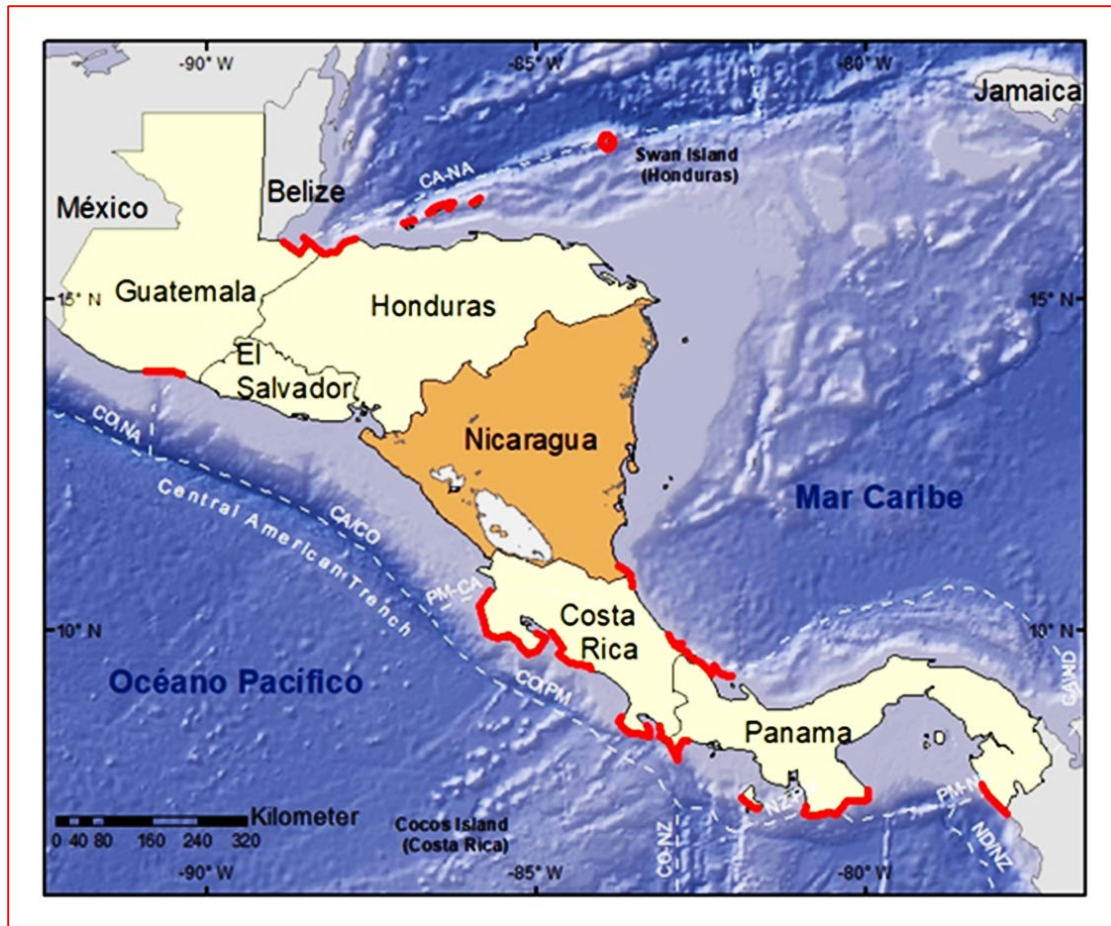 -90° W
-85° W
-80° W
Jamaica
Swan Island
(Honduras)
CA-NA
Belize
México
Guatemala
15° N
Honduras
15° N
El
Salvador
CO/NA
Nicaragua
Mar Caribe
Central American Trench
CA/CO
PM-CA
10° N
Costa
Rica
10° N
Océano Pacífico
CO/PM
CA/ND
Panama
PM-N
0 40 80 160 240 320
Kilometer
Cocos Island
(Costa Rica)
CO-NZ
ND/NZ
-90° W
-85° W
-80° W